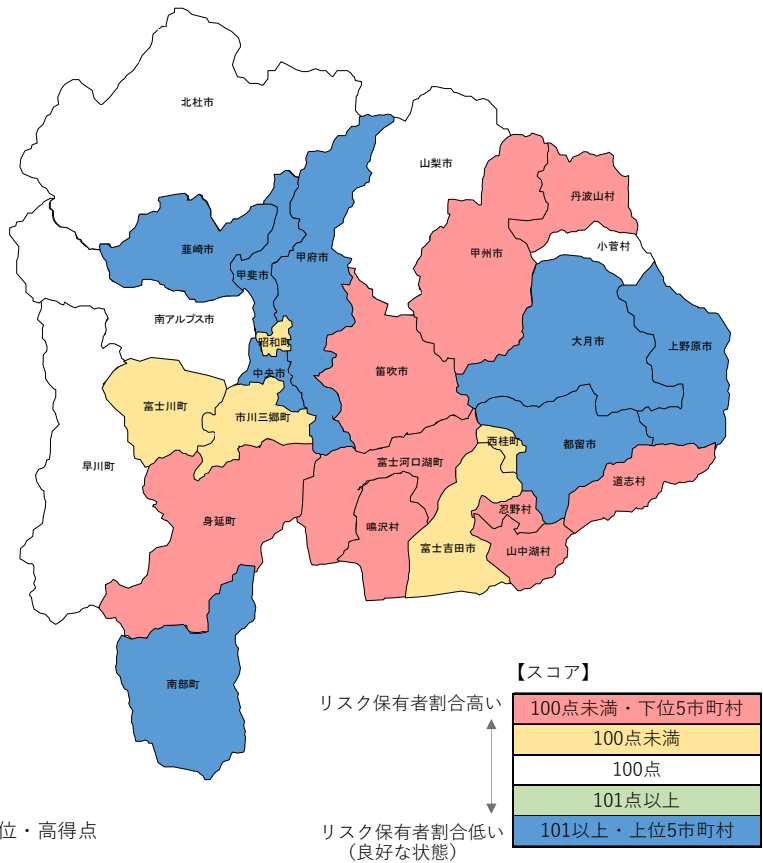 北杜市
山梨市
丹波山村
小菅村
韮崎市
甲府市
甲州市
甲斐市
南アルプス市
昭和町
大月市
上野原市
中央市
笛吹市
富士川町
市川三郷町
西桂町
都留市
早川町
富士河口湖町
道志村
身延町
鳴沢村
忍野村
富士吉田市
山中湖村
南部町
【スコア】
リスク保有者割合高い
100点未満・下位5市町村
100点未満
100点
101点以上
101以上・上位5市町村
リスク保有者割合低い
（良好な状態）
位・高得点